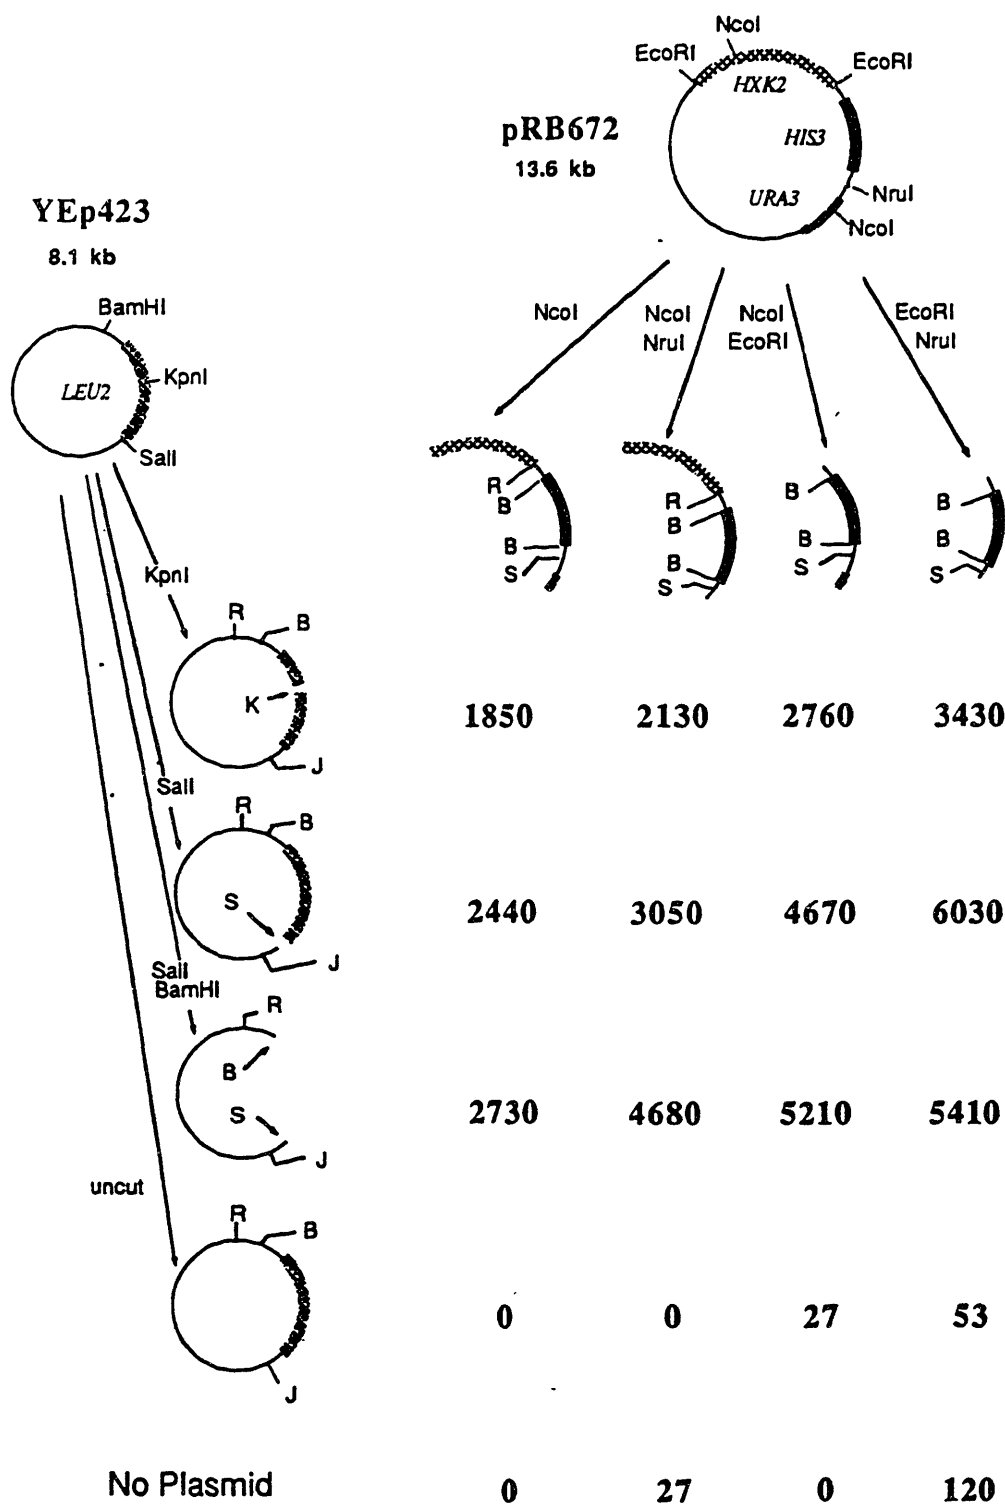 NcoI
EcoRI
EcoRI
HXK2
pRB672
13.6 kb
HIS3
URA3
NruI
NcoI
YEp423
8.1 kb
BamHI
KpnI
LEU2
SalI
NcoI
NcoI
NruI
NcoI
EcoRI
EcoRI
NruI
R
B
B
S
R
B
B
S
B
B
S
B
B
S
KpnI
R
B
K
J
1850 2130 2760 3430
SalI
R
B
S
J
2440 3050 4670 6030
SalI
BamHI
R
B
S
J
2730 4680 5210 5410
uncut
R
B
J
0 0 27 53
No Plasmid 0 27 0 120